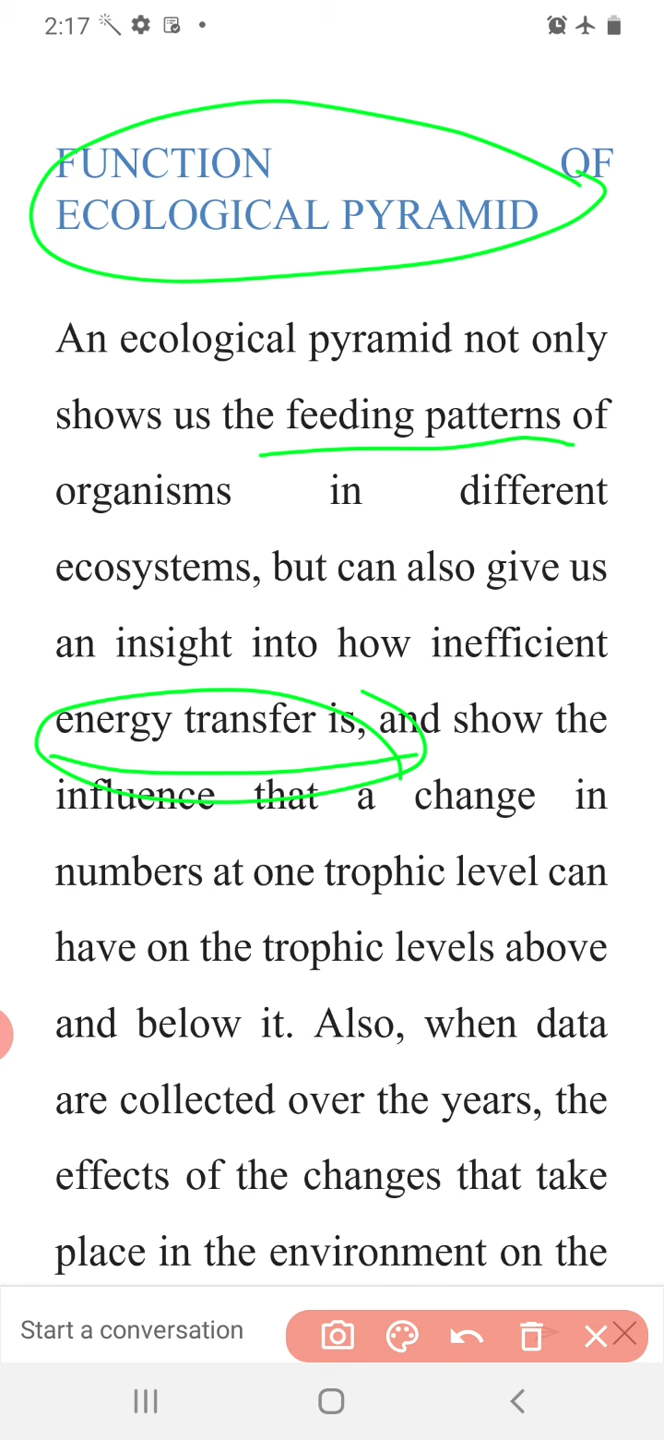 2:17
FUNCTION OF
ECOLOGICAL PYRAMID
An ecological pyramid not only
shows us the feeding patterns of
organisms in different
ecosystems, but can also give us
an insight into how inefficient
energy transfer is, and show the
influence that a change in
numbers at one trophic level can
have on the trophic levels above
and below it. Also, when data
are collected over the years, the
effects of the changes that take
place in the environment on the
Start a conversation